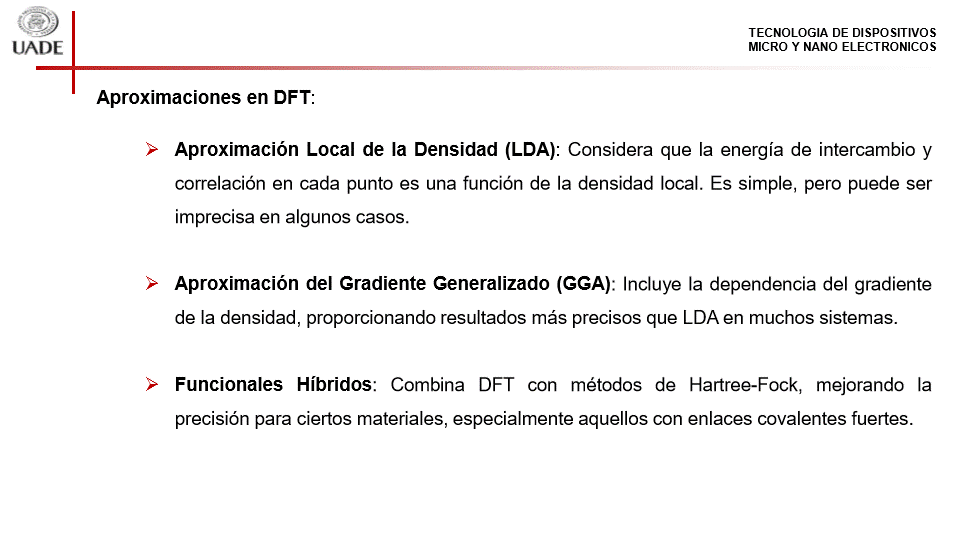 UADE
TECNOLOGIA DE DISPOSITIVOS
MICRO Y NANO ELECTRONICOS
Aproximaciones en DFT:
➢ Aproximación Local de la Densidad (LDA): Considera que la energía de intercambio y
correlación en cada punto es una función de la densidad local. Es simple, pero puede ser
imprecisa en algunos casos.
➢ Aproximación del Gradiente Generalizado (GGA): Incluye la dependencia del gradiente
de la densidad, proporcionando resultados más precisos que LDA en muchos sistemas.
➢ Funcionales Híbridos: Combina DFT con métodos de Hartree-Fock, mejorando la
precisión para ciertos materiales, especialmente aquellos con enlaces covalentes fuertes.